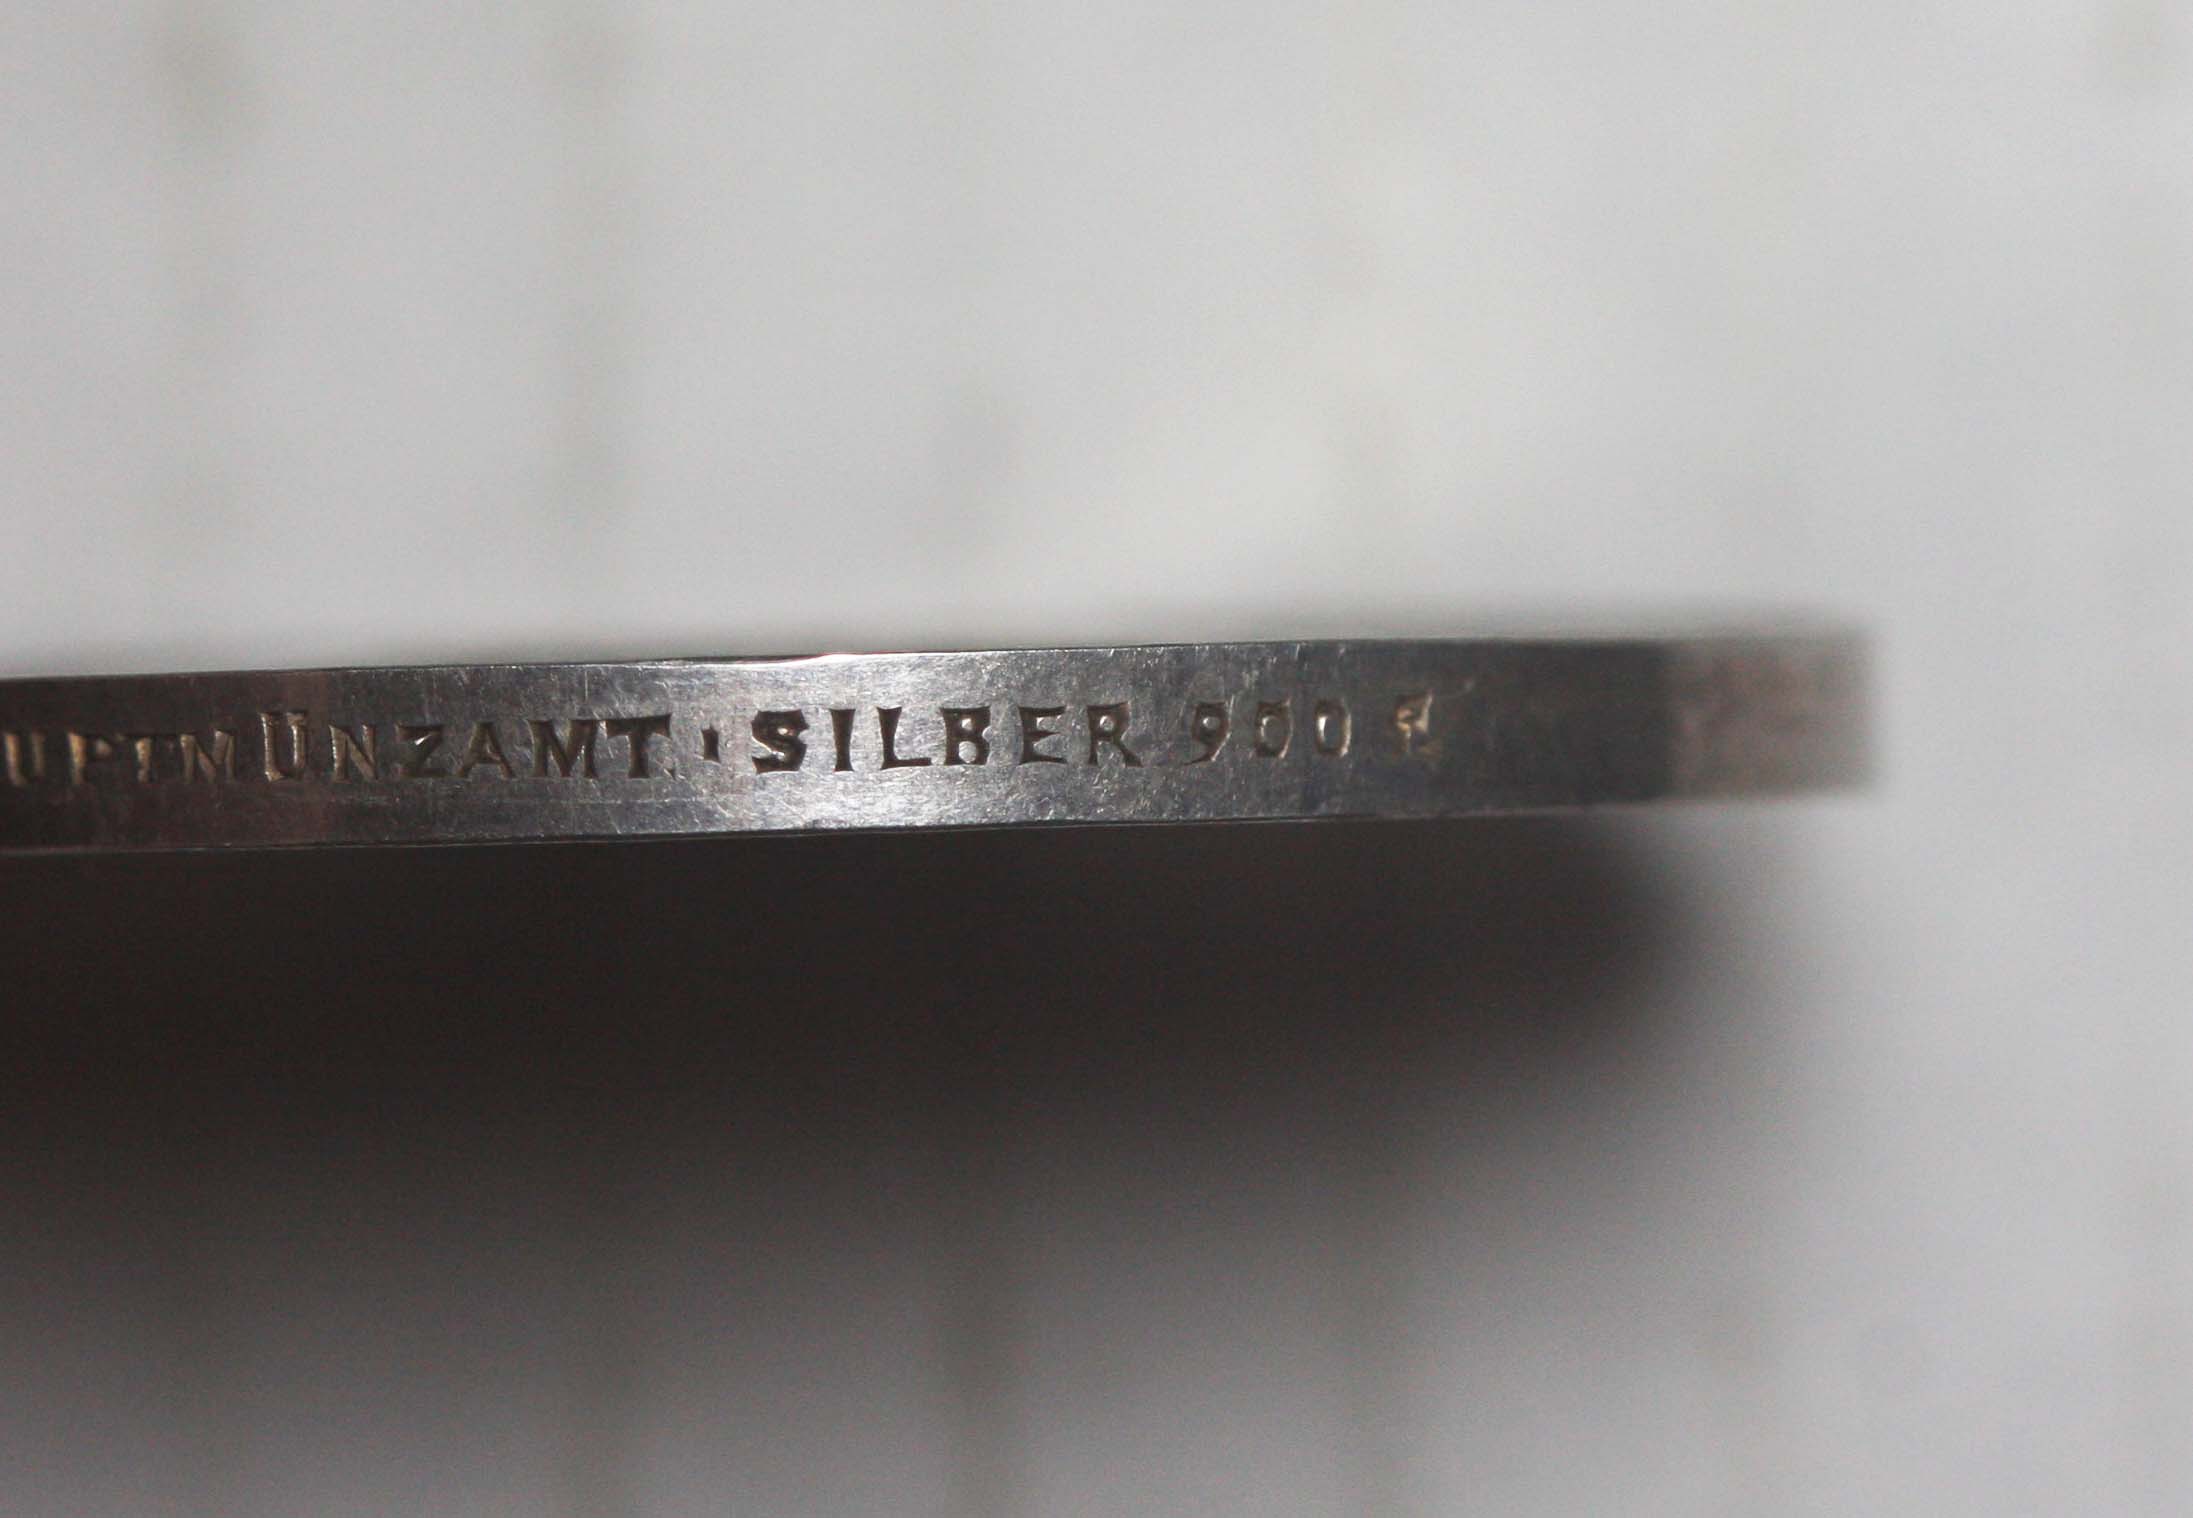 UPTMÜNZAMT · SILBER 900 f